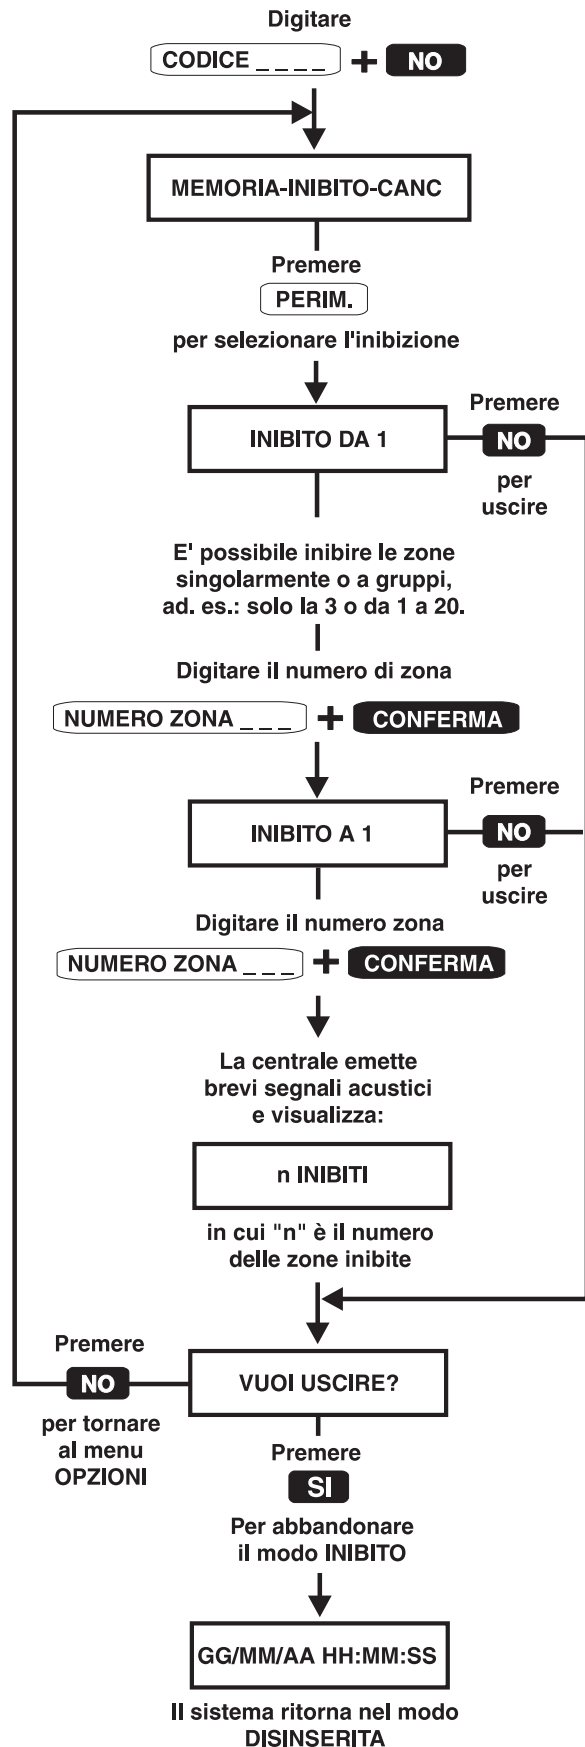 Digitare
CODICE _ _ _ _ + NO
MEMORIA-INIBITO-CANC
Premere
PERIM.
per selezionare l'inibizione
INIBITO DA 1
Premere
NO
per
uscire
E' possibile inibire le zone
singolarmente o a gruppi,
ad. es.: solo la 3 o da 1 a 20.
Digitare il numero di zona
NUMERO ZONA _ _ _ + CONFERMA
INIBITO A 1
Premere
NO
per
uscire
Digitare il numero zona
NUMERO ZONA _ _ _ + CONFERMA
La centrale emette
brevi segnali acustici
e visualizza:
n INIBITI
in cui "n" è il numero
delle zone inibite
VUOI USCIRE?
Premere
NO
per tornare
al menu
OPZIONI
Premere
SI
Per abbandonare
il modo INIBITO
GG/MM/AA HH:MM:SS
Il sistema ritorna nel modo
DISINSERITA